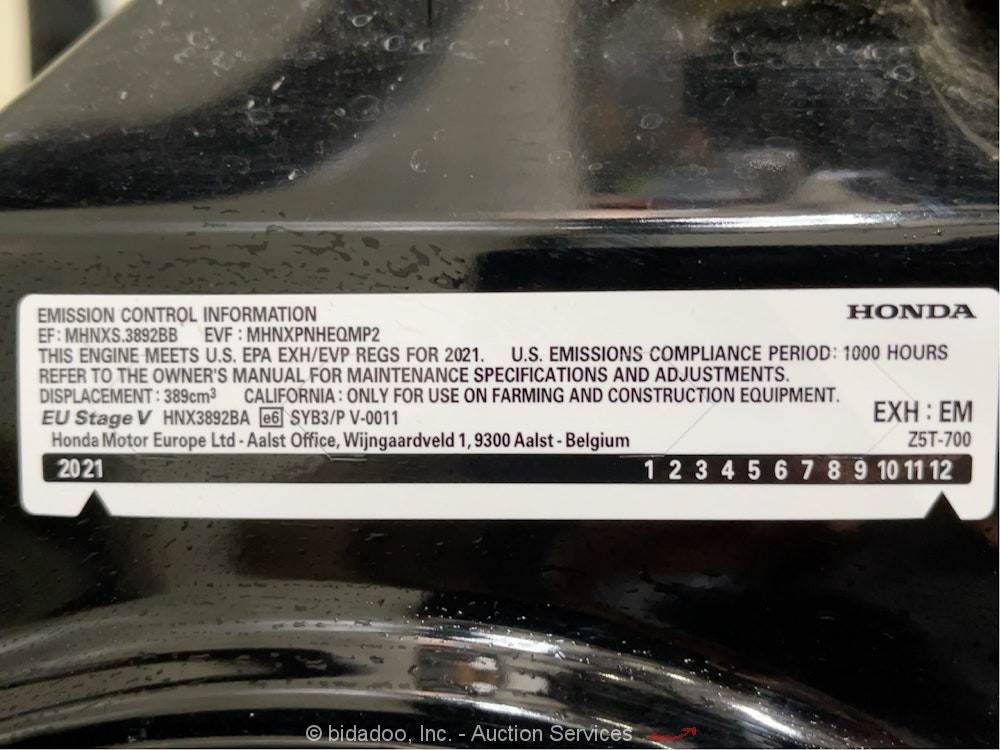 EMISSION CONTROL INFORMATION
HONDA
EF: MHNXS.3892BB EVF : MHNXPNHEQMP2
THIS ENGINE MEETS U.S. EPA EXH/EVP REGS FOR 2021. U.S. EMISSIONS COMPLIANCE PERIOD: 1000 HOURS
REFER TO THE OWNER'S MANUAL FOR MAINTENANCE SPECIFICATIONS AND ADJUSTMENTS.
DISPLACEMENT : 389cm³ CALIFORNIA : ONLY FOR USE ON FARMING AND CONSTRUCTION EQUIPMENT.
EU Stage V HNX3892BA e6 SYB3/P V-0011
EXH : EM
Honda Motor Europe Ltd - Aalst Office, Wijngaardveld 1, 9300 Aalst - Belgium
Z5T-700
2021 1 2 3 4 5 6 7 8 9 10 11 12
© bidadoo, Inc. - Auction Services